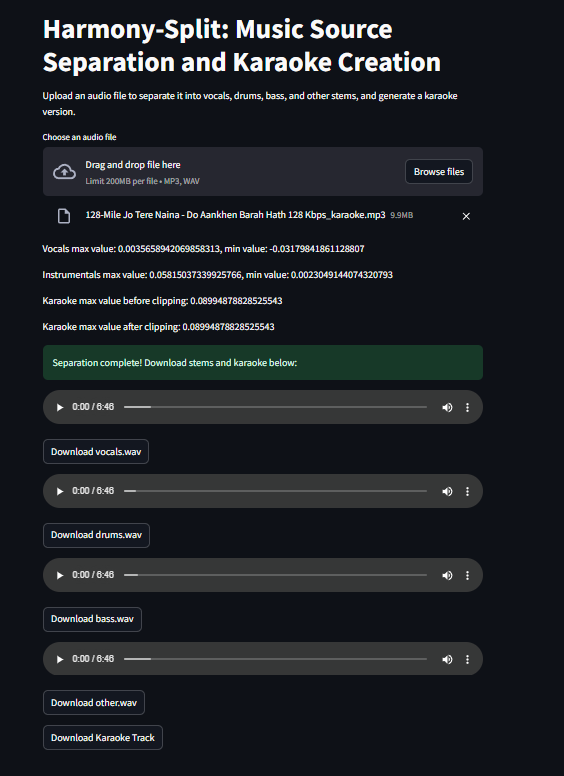 Harmony-Split: Music Source
Separation and Karaoke Creation
Upload an audio file to separate it into vocals, drums, bass, and other stems, and generate a karaoke
version.
Choose an audio file
Drag and drop file here
Limit 200MB per file • MP3, WAV
Browse files
128-Mile Jo Tere Naina - Do Aankhen Barah Hath 128 Kbps_karaoke.mp3 9.9MB
Vocals max value: 0.0035658942069858313, min value: -0.03179841861128807
Instrumentals max value: 0.05815037339925766, min value: 0.0023049144074320793
Karaoke max value before clipping: 0.08994878828525543
Karaoke max value after clipping: 0.08994878828525543
Separation complete! Download stems and karaoke below:
0:00 / 6:46
Download vocals.wav
0:00 / 6:46
Download drums.wav
0:00 / 6:46
Download bass.wav
0:00 / 6:46
Download other.wav
Download Karaoke Track